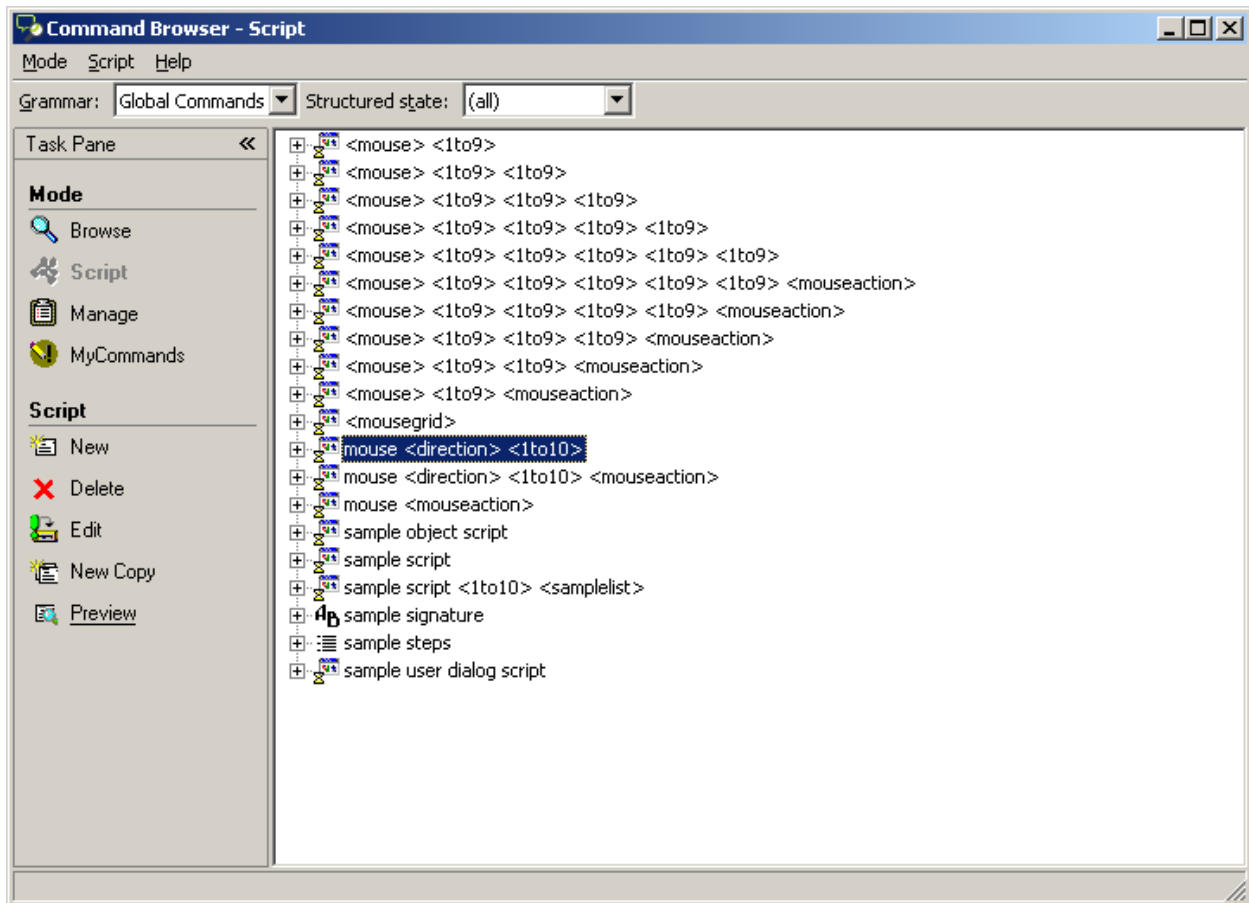 Command Browser - Script
Mode Script Help
Grammar: Global Commands Structured state: (all)
Task Pane «
Mode
Browse
Script
Manage
MyCommands
Script
New
Delete
Edit
New Copy
Preview
<mouse> <1to9>
<mouse> <1to9> <1to9>
<mouse> <1to9> <1to9> <1to9>
<mouse> <1to9> <1to9> <1to9> <1to9>
<mouse> <1to9> <1to9> <1to9> <1to9> <1to9>
<mouse> <1to9> <1to9> <1to9> <1to9> <1to9> <mouseaction>
<mouse> <1to9> <1to9> <1to9> <1to9> <mouseaction>
<mouse> <1to9> <1to9> <1to9> <mouseaction>
<mouse> <1to9> <1to9> <mouseaction>
<mouse> <1to9> <mouseaction>
<mousegrid>
mouse <direction> <1to10>
mouse <direction> <1to10> <mouseaction>
mouse <mouseaction>
sample object script
sample script
sample script <1to10> <samplelist>
sample signature
sample steps
sample user dialog script